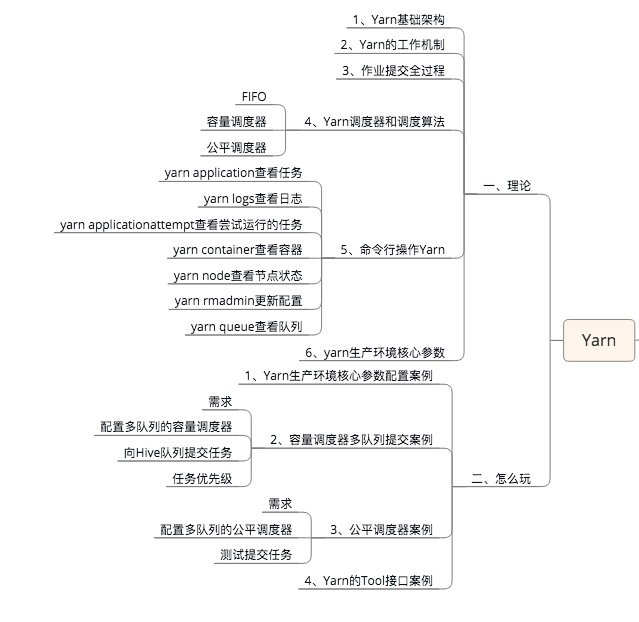 Yarn
一、理论
1、Yarn基础架构
2、Yarn的工作机制
3、作业提交全过程
4、Yarn调度器和调度算法
FIFO
容量调度器
公平调度器
5、命令行操作Yarn
yarn application查看任务
yarn logs查看日志
yarn applicationattempt查看尝试运行的任务
yarn container查看容器
yarn node查看节点状态
yarn rmadmin更新配置
yarn queue查看队列
6、yarn生产环境核心参数
二、怎么玩
1、Yarn生产环境核心参数配置案例
2、容量调度器多队列提交案例
需求
配置多队列的容量调度器
向Hive队列提交任务
任务优先级
3、公平调度器案例
需求
配置多队列的公平调度器
测试提交任务
4、Yarn的Tool接口案例